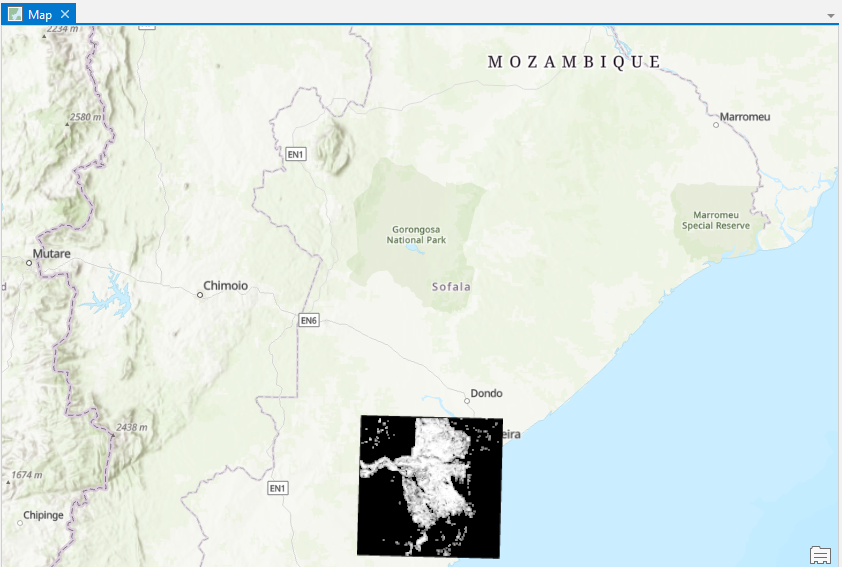 Map
2234 m
MOZAMBIQUE
2580 m
Marromeu
EN1
Gorongosa
National Park
Marromeu
Special Reserve
Mutare
d
Chimoio
Sofala
EN6
Dondo
2438 m
eira
1674 m
EN1
Chipinge